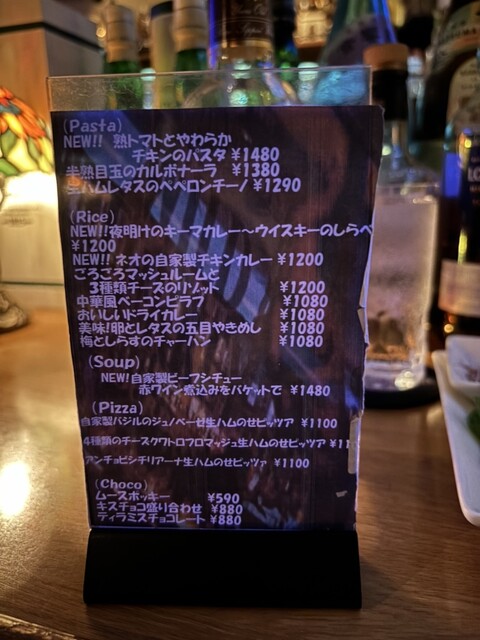 (Pasta)
NEW!! 熟トマトとやわらか
チキンのパスタ ¥1480
半熟目玉のカルボナーラ ¥1380
生ハムレタスのペペロンチーノ ¥1290
(Rice)
NEW!!夜明けのキーマカレー〜ウイスキーのしらべ
¥1200
NEW!! ネオの自家製チキンカレー ¥1200
ごろごろマッシュルームと
3種類チーズのリゾット ¥1200
中華風ベーコンピラフ ¥1080
おいしいドライカレー ¥1080
美味!卵とレタスの五目やきめし ¥1080
梅としらすのチャーハン ¥1080
(Soup)
NEW!自家製ビーフシチュー
赤ワイン煮込みをバケットで ¥1480
(Pizza)
自家製バジルのジェノベーゼ生ハムのせピッツァ ¥1100
4種類のチーズクワトロフロマッジュ生ハムのせピッツァ ¥11
アンチョビシチリアーナ生ハムのせピッツァ ¥1100
(Choco)
ムースポッキー ¥590
キスチョコ盛り合わせ ¥880
ティラミスチョコレート ¥880